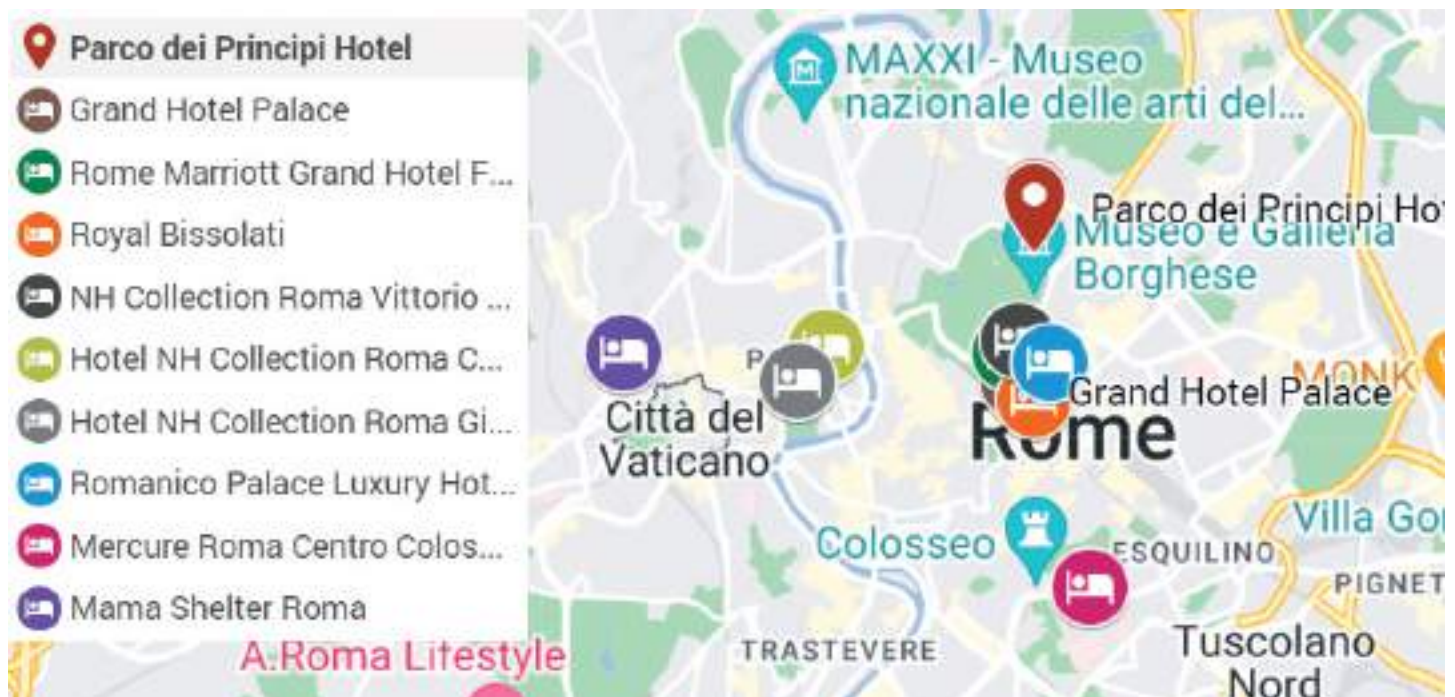 Parco dei Principi Hotel
Grand Hotel Palace
Rome Marriott Grand Hotel F...
Royal Bissolati
NH Collection Roma Vittorio ...
Hotel NH Collection Roma C...
Hotel NH Collection Roma Gi...
Romanico Palace Luxury Hot...
Mercure Roma Centro Colos...
Mama Shelter Roma
MAXXI - Museo
nazionale delle arti del...
Parco dei Principi Hot
Museo e Galleria
Borghese
P
MONK
Grand Hotel Palace
Città del
Vaticano
Rome
Villa Go
Colosseo
ESQUILINO
PIGNET
TRASTEVERE
Tuscolano
Nord
A.Roma Lifestyle